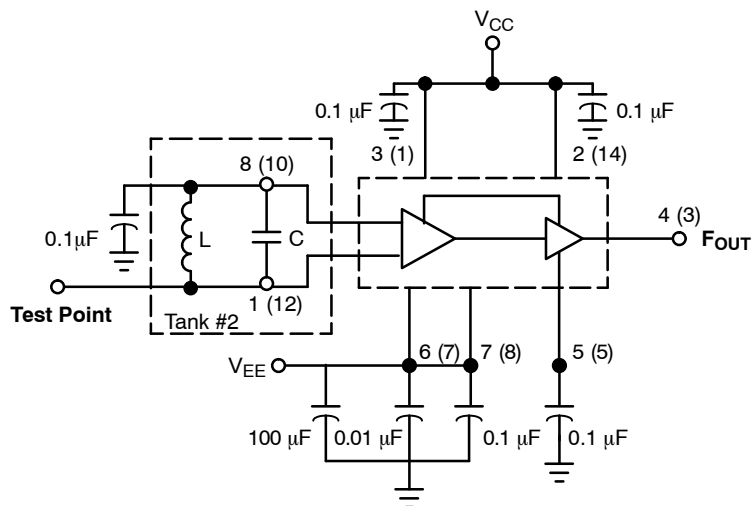 V_CC
0.1 μF
0.1 μF
3 (1)
2 (14)
8 (10)
4 (3)
0.1μF
L
C
F_OUT
1 (12)
Test Point
Tank #2
V_EE
6 (7)
7 (8)
5 (5)
100 μF
0.01 μF
0.1 μF
0.1 μF